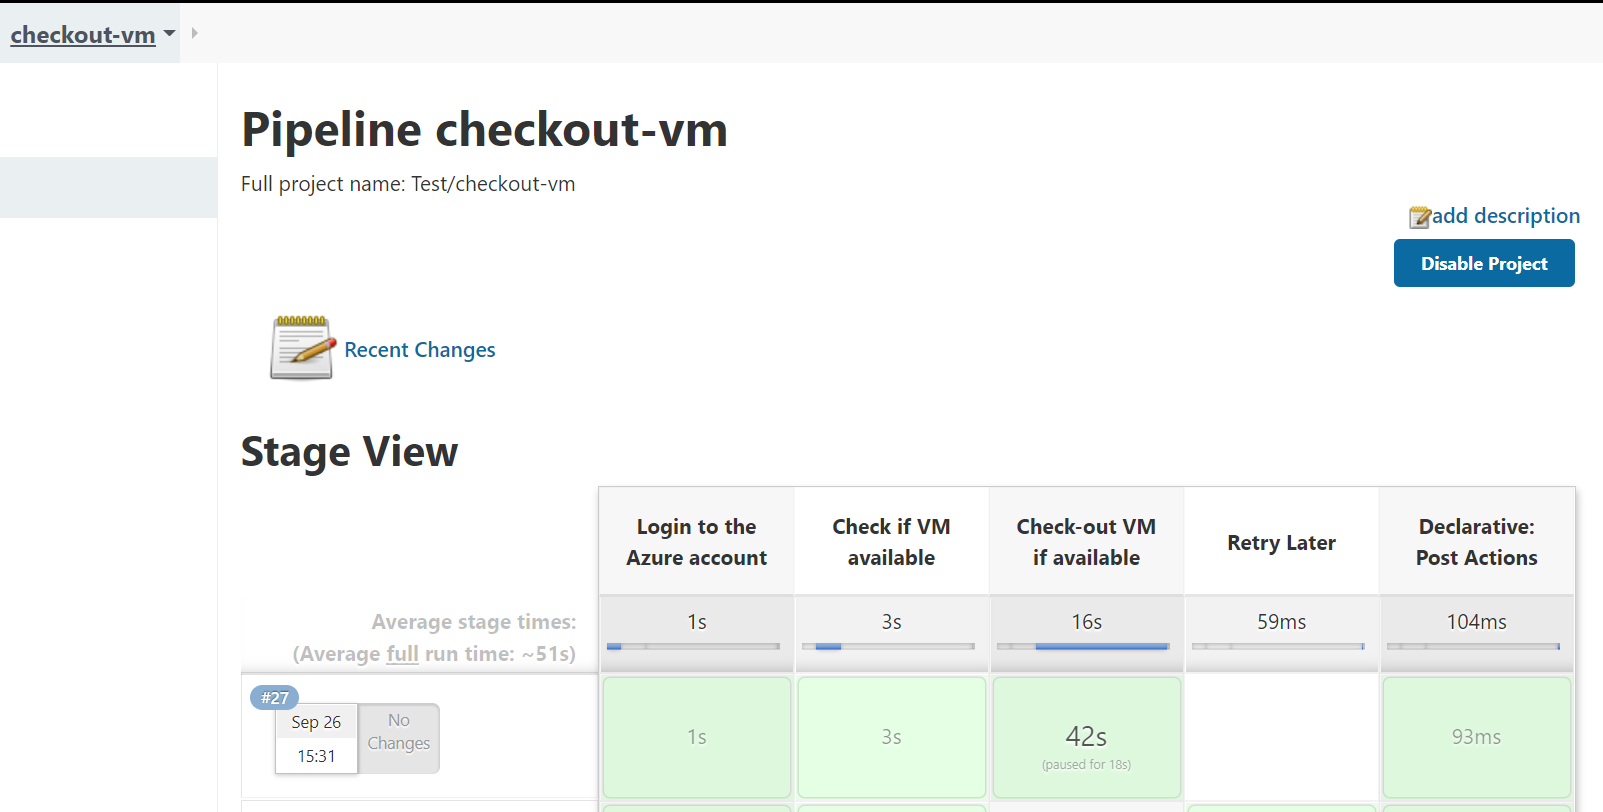 checkout-vm
Pipeline checkout-vm
Full project name: Test/checkout-vm
add description
Disable Project
Recent Changes
Stage View
Login to the
Azure account
Check if VM
available
Check-out VM
if available
Retry Later
Declarative:
Post Actions
Average stage times:
(Average full run time: ~51s)
1s
3s
16s
59ms
104ms
#27
Sep 26
15:31
No
Changes
1s
3s
42s
(paused for 18s)
93ms